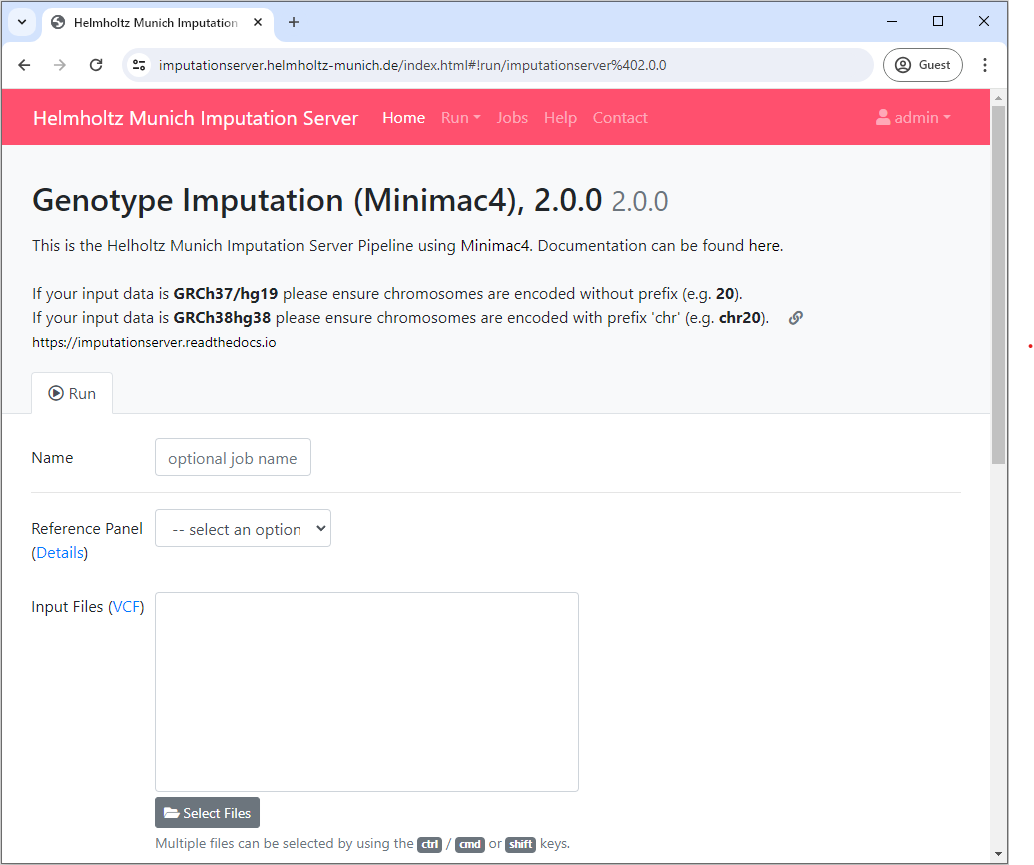 Helmholtz Munich Imputation
imputationserver.helmholtz-munich.de/index.html#!run/imputationserver%402.0.0
Guest
Helmholtz Munich Imputation Server Home Run Jobs Help Contact admin
Genotype Imputation (Minimac4), 2.0.0 2.0.0
This is the Helholtz Munich Imputation Server Pipeline using Minimac4. Documentation can be found here.
If your input data is GRCh37/hg19 please ensure chromosomes are encoded without prefix (e.g. 20).
If your input data is GRCh38hg38 please ensure chromosomes are encoded with prefix 'chr' (e.g. chr20).
https://imputationserver.readthedocs.io
Run
Name optional job name
Reference Panel -- select an option
(Details)
Input Files (VCF)
Select Files
Multiple files can be selected by using the ctrl / cmd or shift keys.